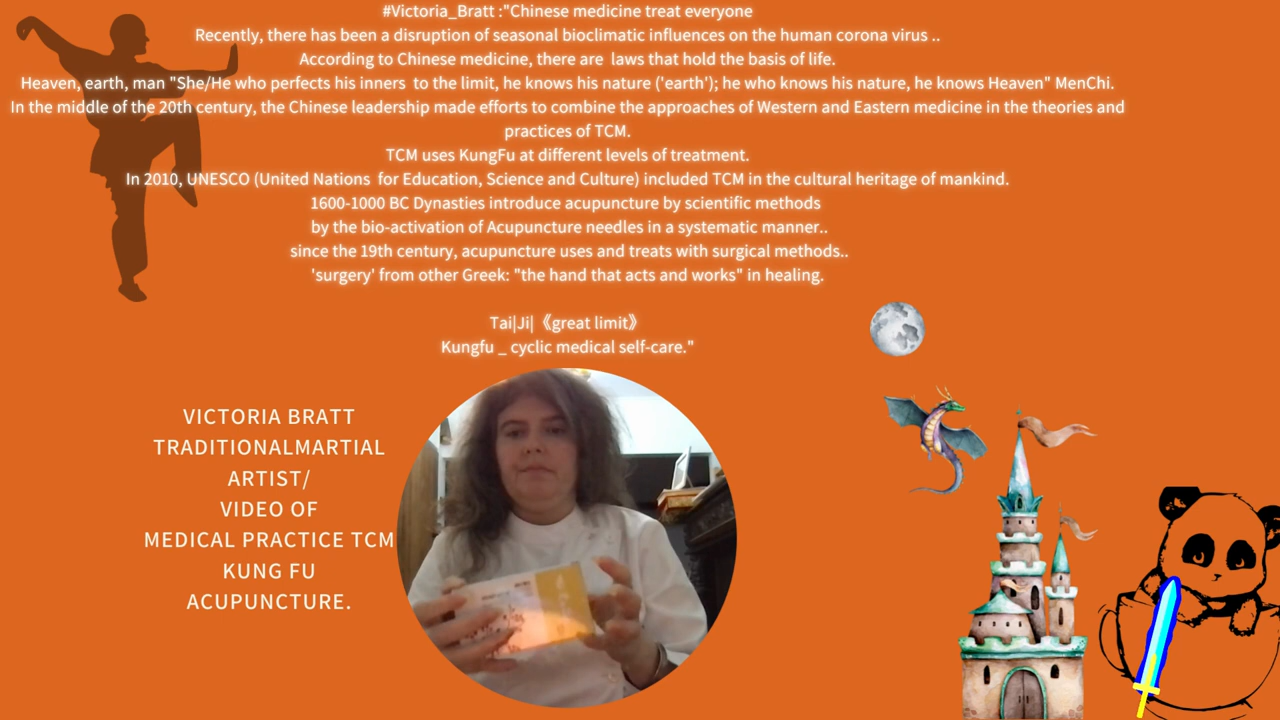 #Victoria_Bratt :"Chinese medicine treat everyone
Recently, there has been a disruption of seasonal bioclimatic influences on the human corona virus ..
According to Chinese medicine, there are laws that hold the basis of life.
Heaven, earth, man "She/He who perfects his inners to the limit, he knows his nature ('earth'); he who knows his nature, he knows Heaven" MenChi.
In the middle of the 20th century, the Chinese leadership made efforts to combine the approaches of Western and Eastern medicine in the theories and
practices of TCM.
TCM uses KungFu at different levels of treatment.
In 2010, UNESCO (United Nations for Education, Science and Culture) included TCM in the cultural heritage of mankind.
1600-1000 BC Dynasties introduce acupuncture by scientific methods
by the bio-activation of Acupuncture needles in a systematic manner..
since the 19th century, acupuncture uses and treats with surgical methods..
'surgery' from other Greek: "the hand that acts and works" in healing.
Tai|Ji|《great limit》
Kungfu _ cyclic medical self-care."
VICTORIA BRATT
TRADITIONALMARTIAL
ARTIST/
VIDEO OF
MEDICAL PRACTICE TCM
KUNG FU
ACUPUNCTURE.